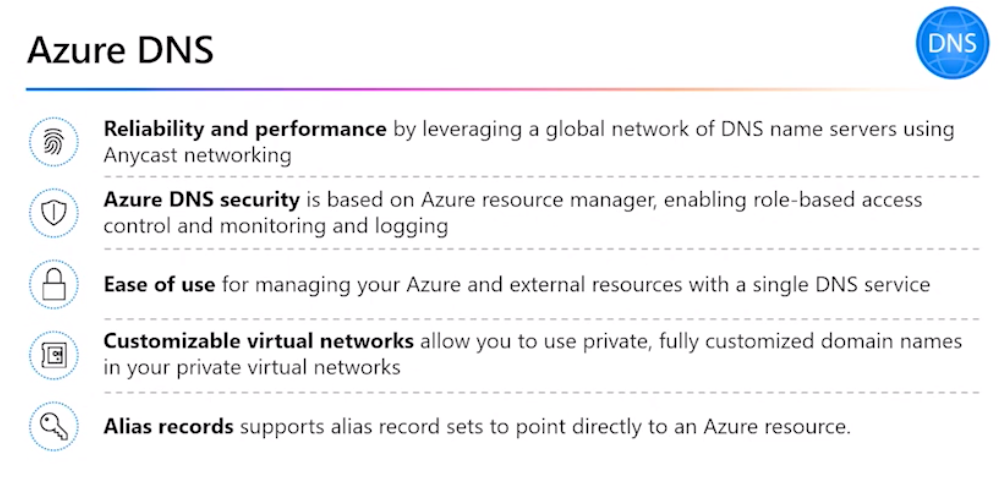 Azure DNS
DNS
Reliability and performance by leveraging a global network of DNS name servers using
Anycast networking
Azure DNS security is based on Azure resource manager, enabling role-based access
control and monitoring and logging
Ease of use for managing your Azure and external resources with a single DNS service
Customizable virtual networks allow you to use private, fully customized domain names
in your private virtual networks
Alias records supports alias record sets to point directly to an Azure resource.